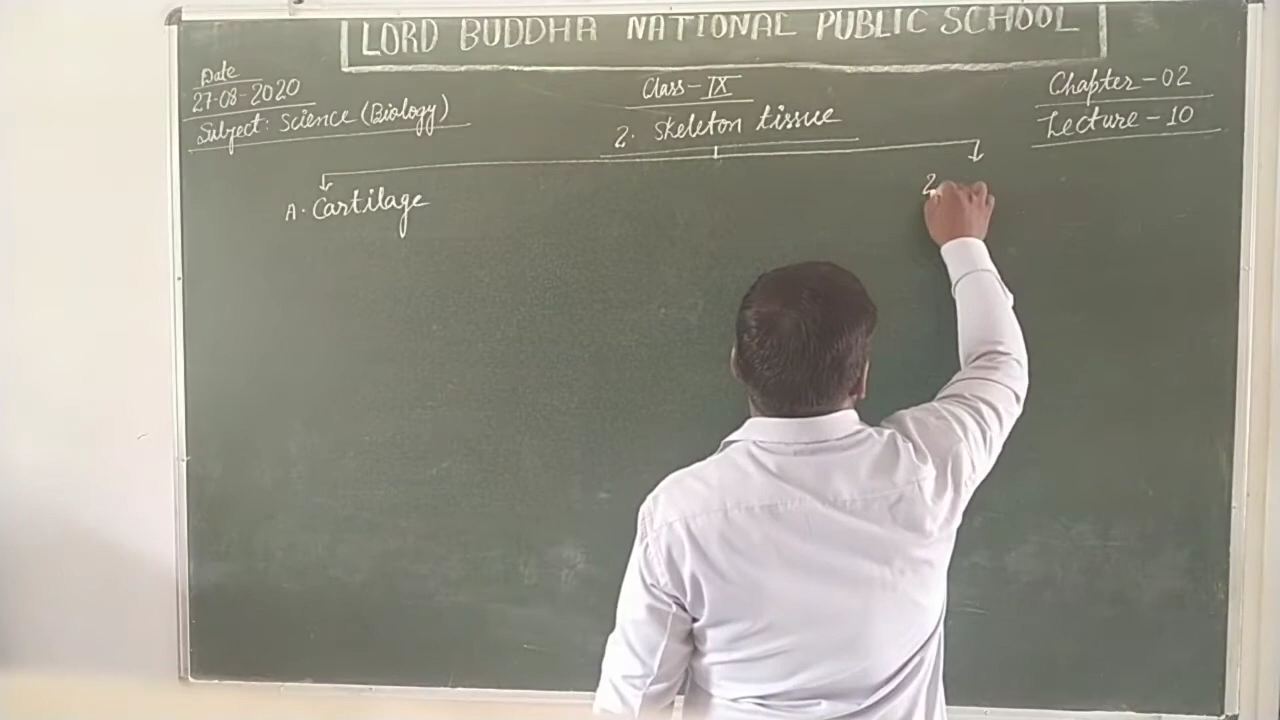 LORD BUDDHA NATIONAL PUBLIC SCHOOL
Date
27-08-2020
Subject: Science (Biology)
Class - IX
2. Skeleton tissue
Chapter - 02
Lecture - 10
A. Cartilage
2